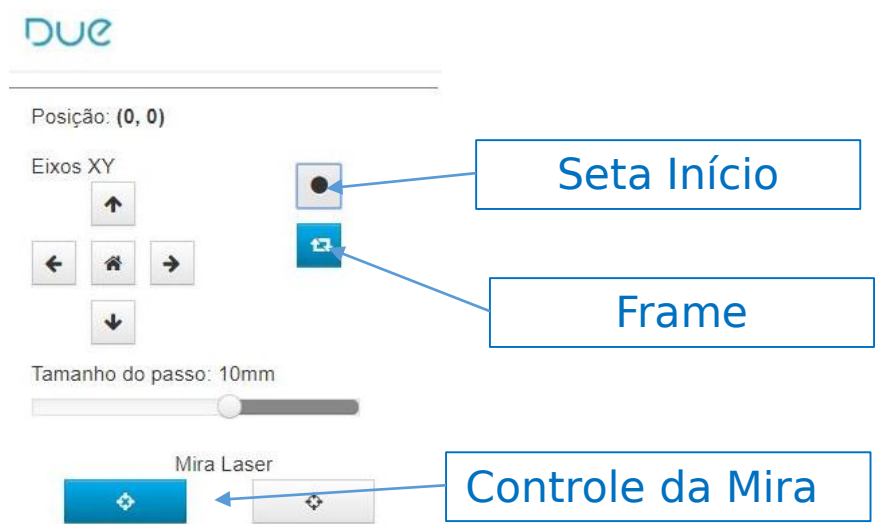 Due
Posição: (0, 0)
Eixos XY
Seta Início
Frame
Tamanho do passo: 10mm
Mira Laser
Controle da Mira